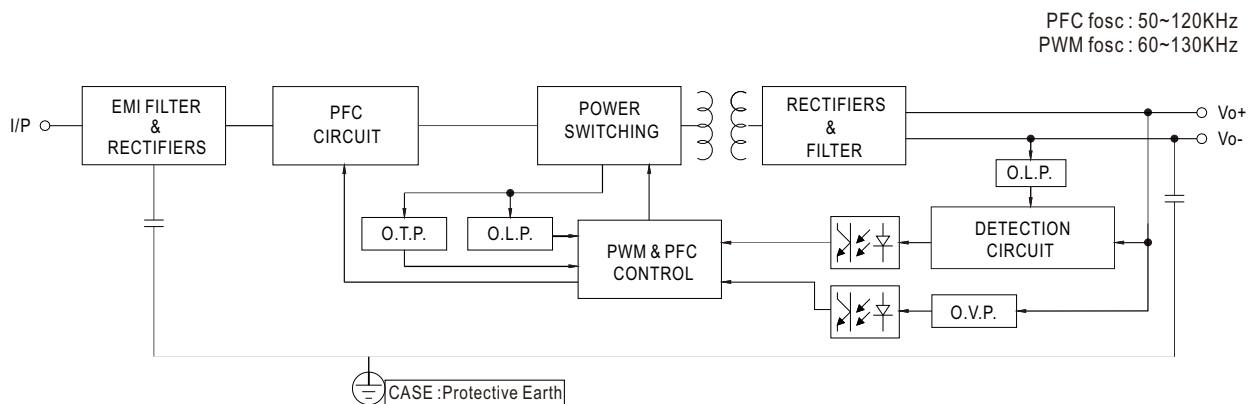 PFC fosc : 50~120KHz
PWM fosc : 60~130KHz
I/P
EMI FILTER
&
RECTIFIERS
PFC
CIRCUIT
POWER
SWITCHING
RECTIFIERS
&
FILTER
Vo+
Vo-
O.L.P.
O.T.P.
O.L.P.
PWM & PFC
CONTROL
DETECTION
CIRCUIT
O.V.P.
CASE :Protective Earth